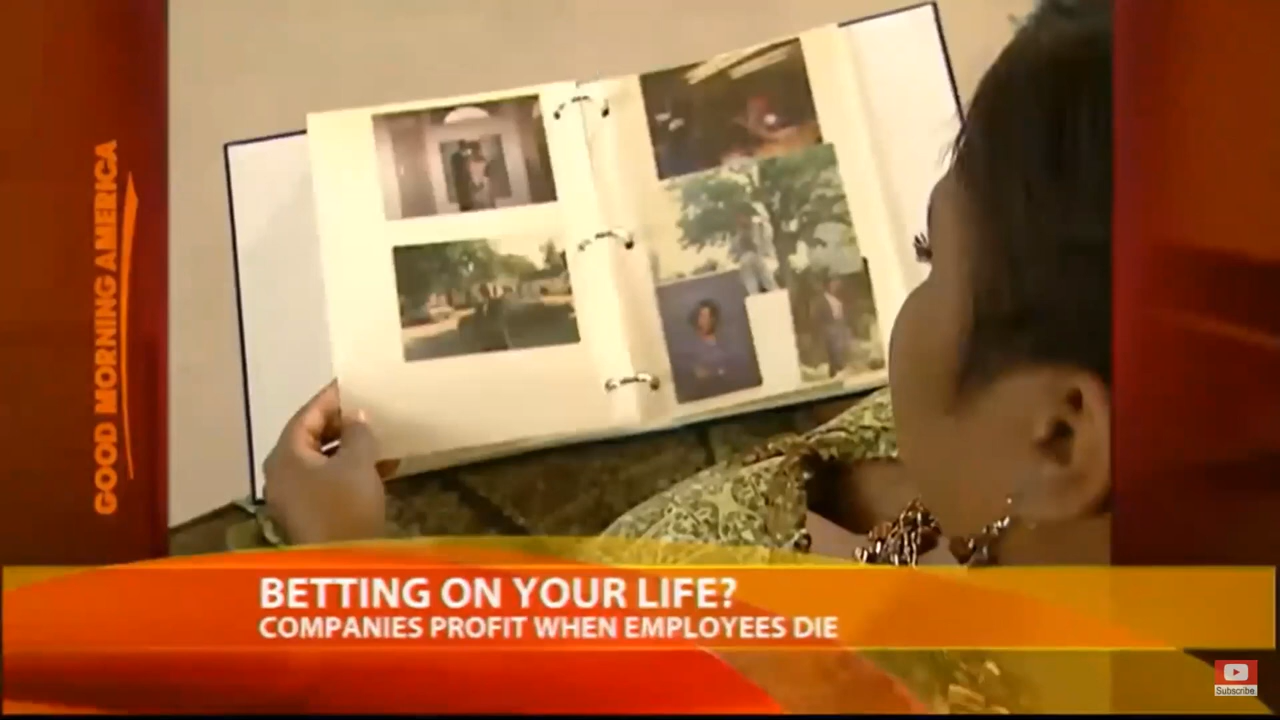 GOOD MORNING AMERICA
BETTING ON YOUR LIFE?
COMPANIES PROFIT WHEN EMPLOYEES DIE
Subscribe